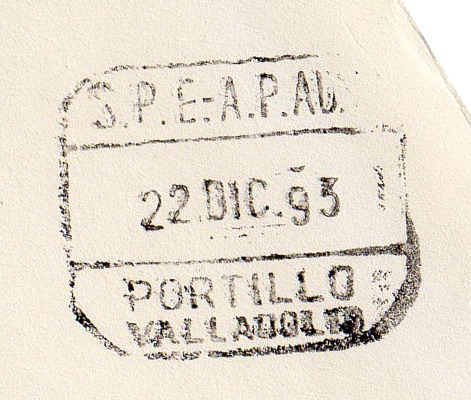 S.P.E-A.P.AU.
22.DIC.93
PORTILLO
VALLADOLID